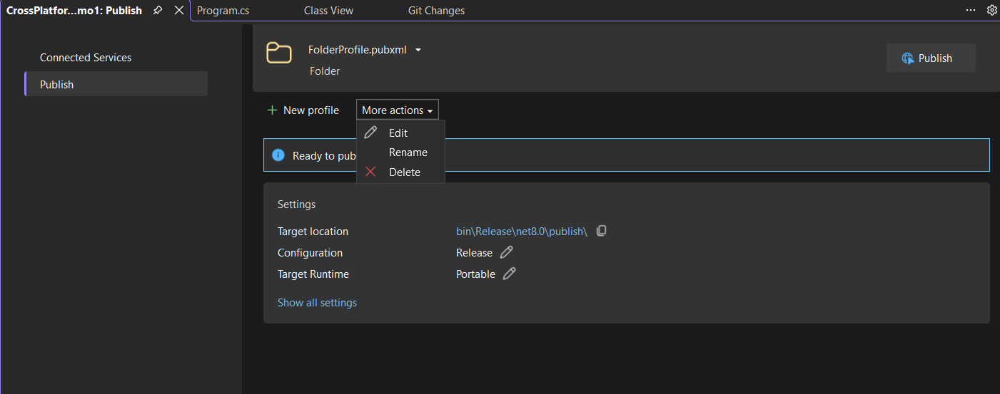 CrossPlatfor...mo1: Publish
Program.cs
Class View
Git Changes
Connected Services
Publish
FolderProfile.pubxml
Folder
Publish
New profile
More actions
Edit
Rename
Delete
Ready to pub
Settings
Target location bin\Release\net8.0\publish\
Configuration Release
Target Runtime Portable
Show all settings